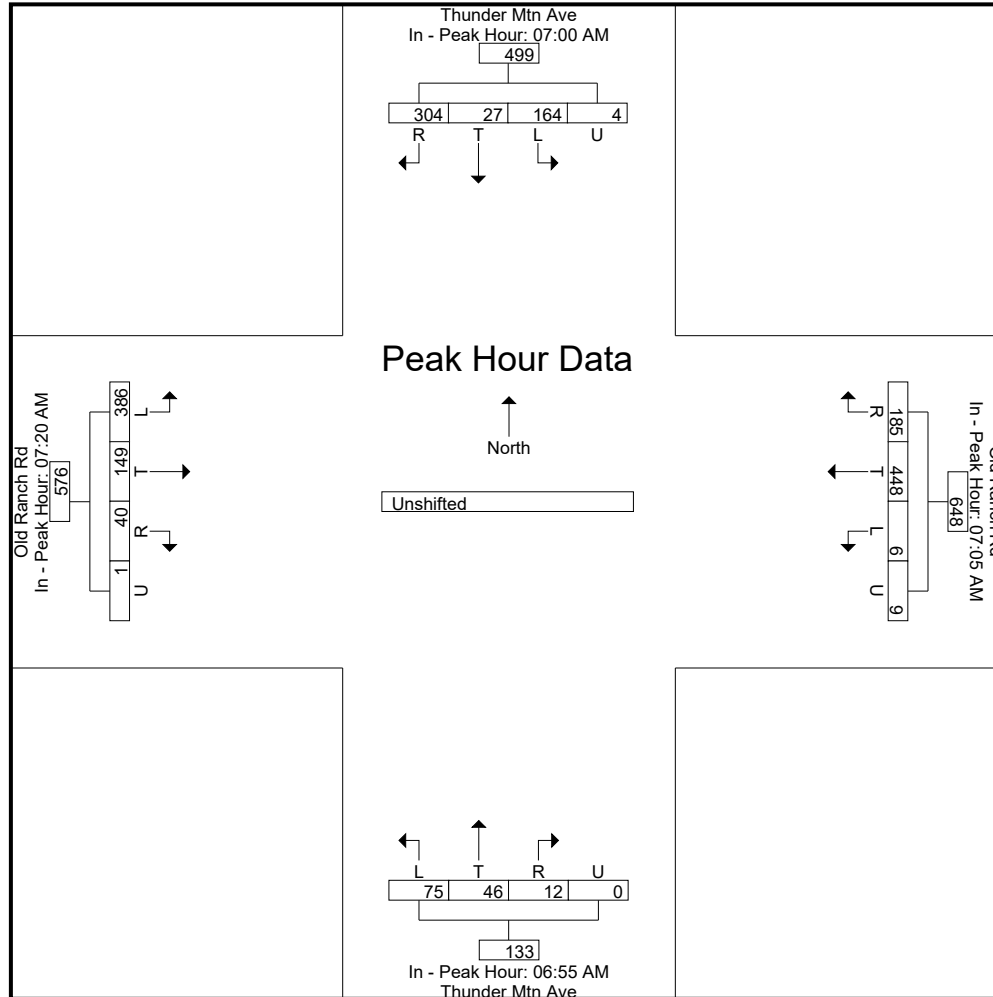 Thunder Mtn Ave
In - Peak Hour: 07:00 AM
499
304 27 164 4
R T L U
Peak Hour Data
North
Unshifted
Old Ranch Rd
In - Peak Hour: 07:20 AM
576
386 149 40 1
L T R U
In - Peak Hour: 07:05 AM
648
185 448 6 9
R T L U
L T R U
75 46 12 0
133
In - Peak Hour: 06:55 AM
Thunder Mtn Ave